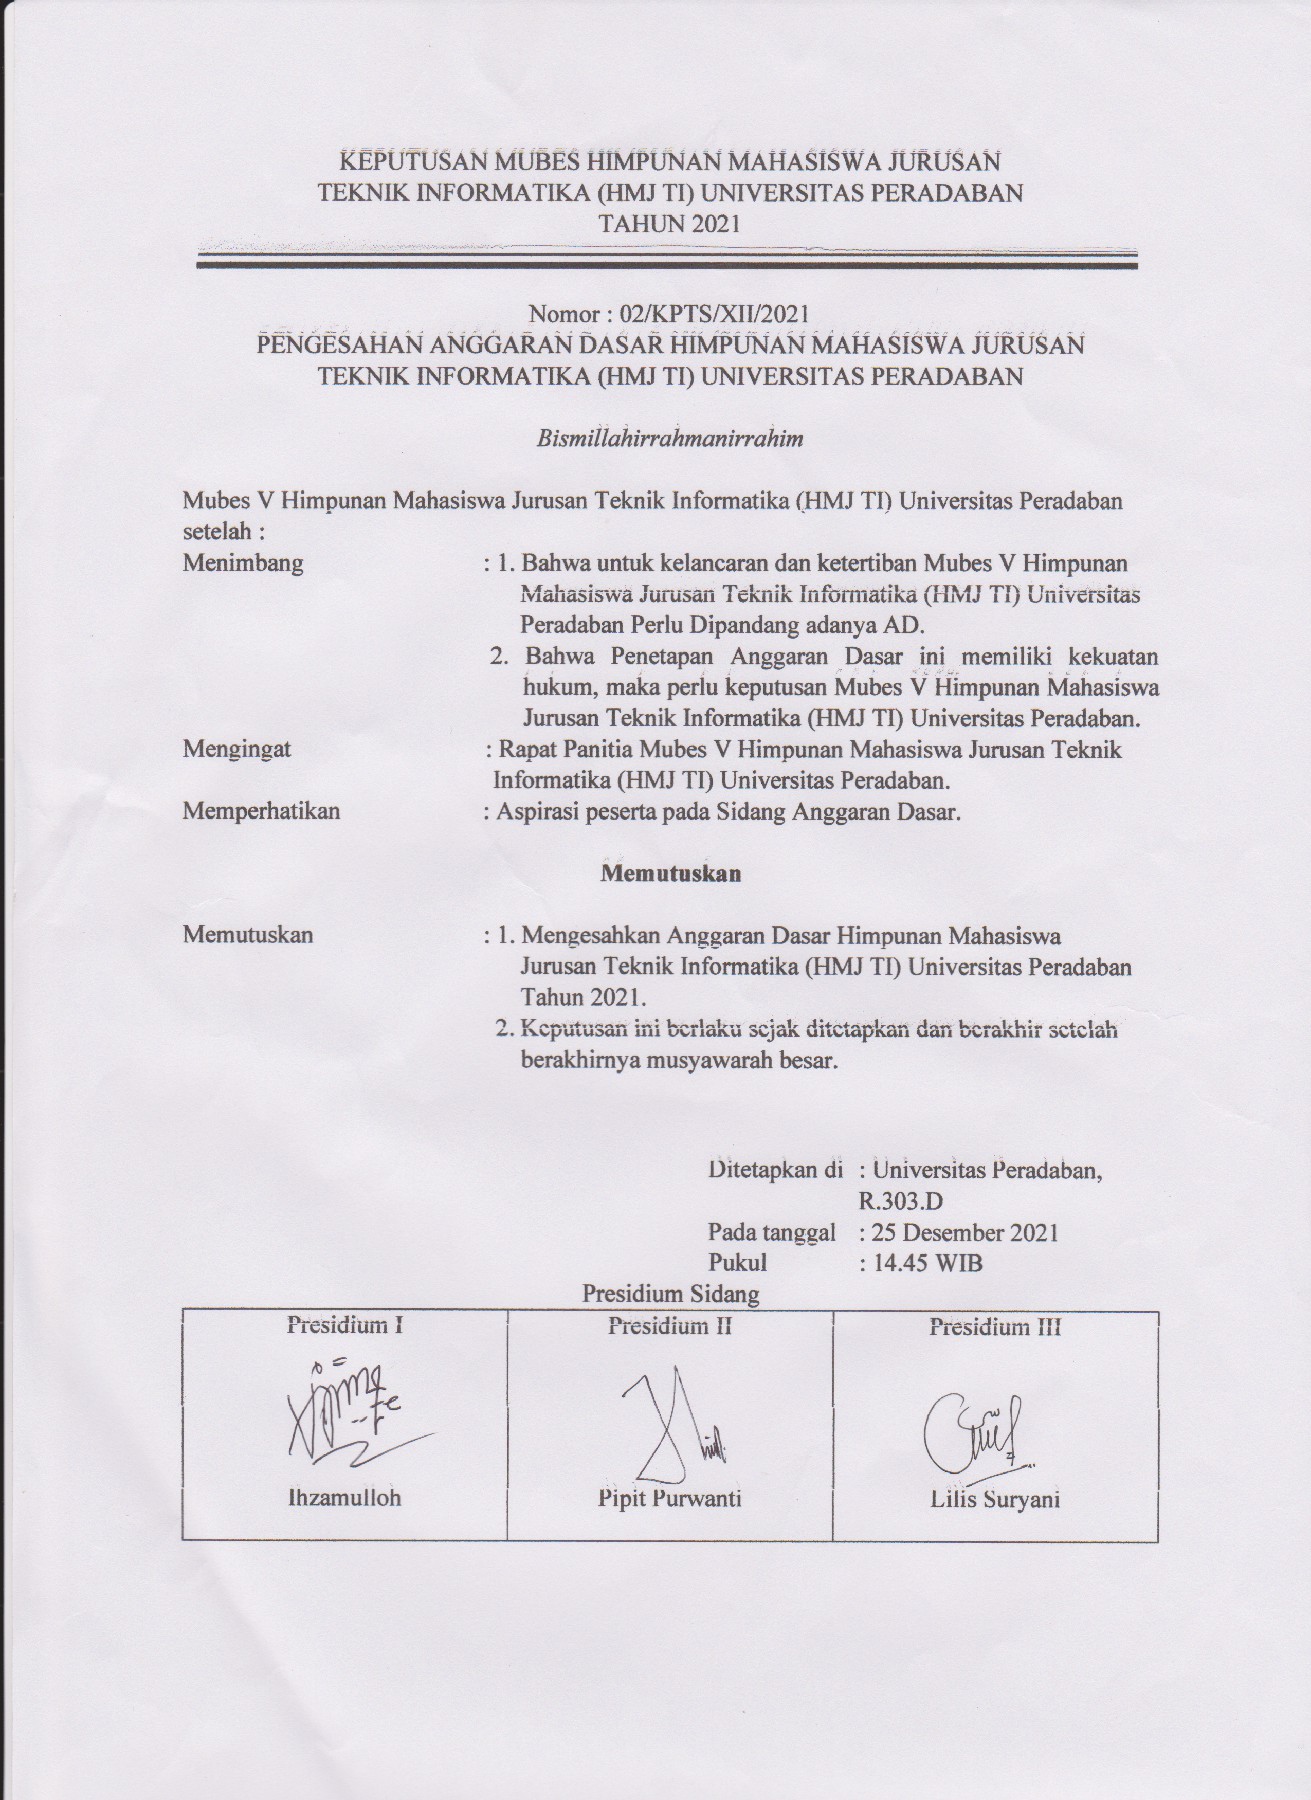 KEPUTUSAN MUBES HIMPUNAN MAHASISWA JURUSAN
TEKNIK INFORMATIKA (HMJ TI) UNIVERSITAS PERADABAN
TAHUN 2021
Nomor : 02/KPTS/XII/2021
PENGESAHAN ANGGARAN DASAR HIMPUNAN MAHASISWA JURUSAN
TEKNIK INFORMATIKA (HMJ TI) UNIVERSITAS PERADABAN
Bismillahirrahmanirrahim
Mubes V Himpunan Mahasiswa Jurusan Teknik Informatika (HMJ TI) Universitas Peradaban
setelah :
Menimbang : 1. Bahwa untuk kelancaran dan ketertiban Mubes V Himpunan
Mahasiswa Jurusan Teknik Informatika (HMJ TI) Universitas
Peradaban Perlu Dipandang adanya AD.
2. Bahwa Penetapan Anggaran Dasar ini memiliki kekuatan
hukum, maka perlu keputusan Mubes V Himpunan Mahasiswa
Jurusan Teknik Informatika (HMJ TI) Universitas Peradaban.
Mengingat : Rapat Panitia Mubes V Himpunan Mahasiswa Jurusan Teknik
Informatika (HMJ TI) Universitas Peradaban.
Memperhatikan : Aspirasi peserta pada Sidang Anggaran Dasar.
Memutuskan
Memutuskan : 1. Mengesahkan Anggaran Dasar Himpunan Mahasiswa
Jurusan Teknik Informatika (HMJ TI) Universitas Peradaban
Tahun 2021.
2. Keputusan ini berlaku sejak ditetapkan dan berakhir setelah
berakhirnya musyawarah besar.
Ditetapkan di : Universitas Peradaban,
R.303.D
Pada tanggal : 25 Desember 2021
Pukul : 14.45 WIB
Presidium Sidang
Presidium I Presidium II Presidium III
Ihzamulloh Pipit Purwanti Lilis Suryani